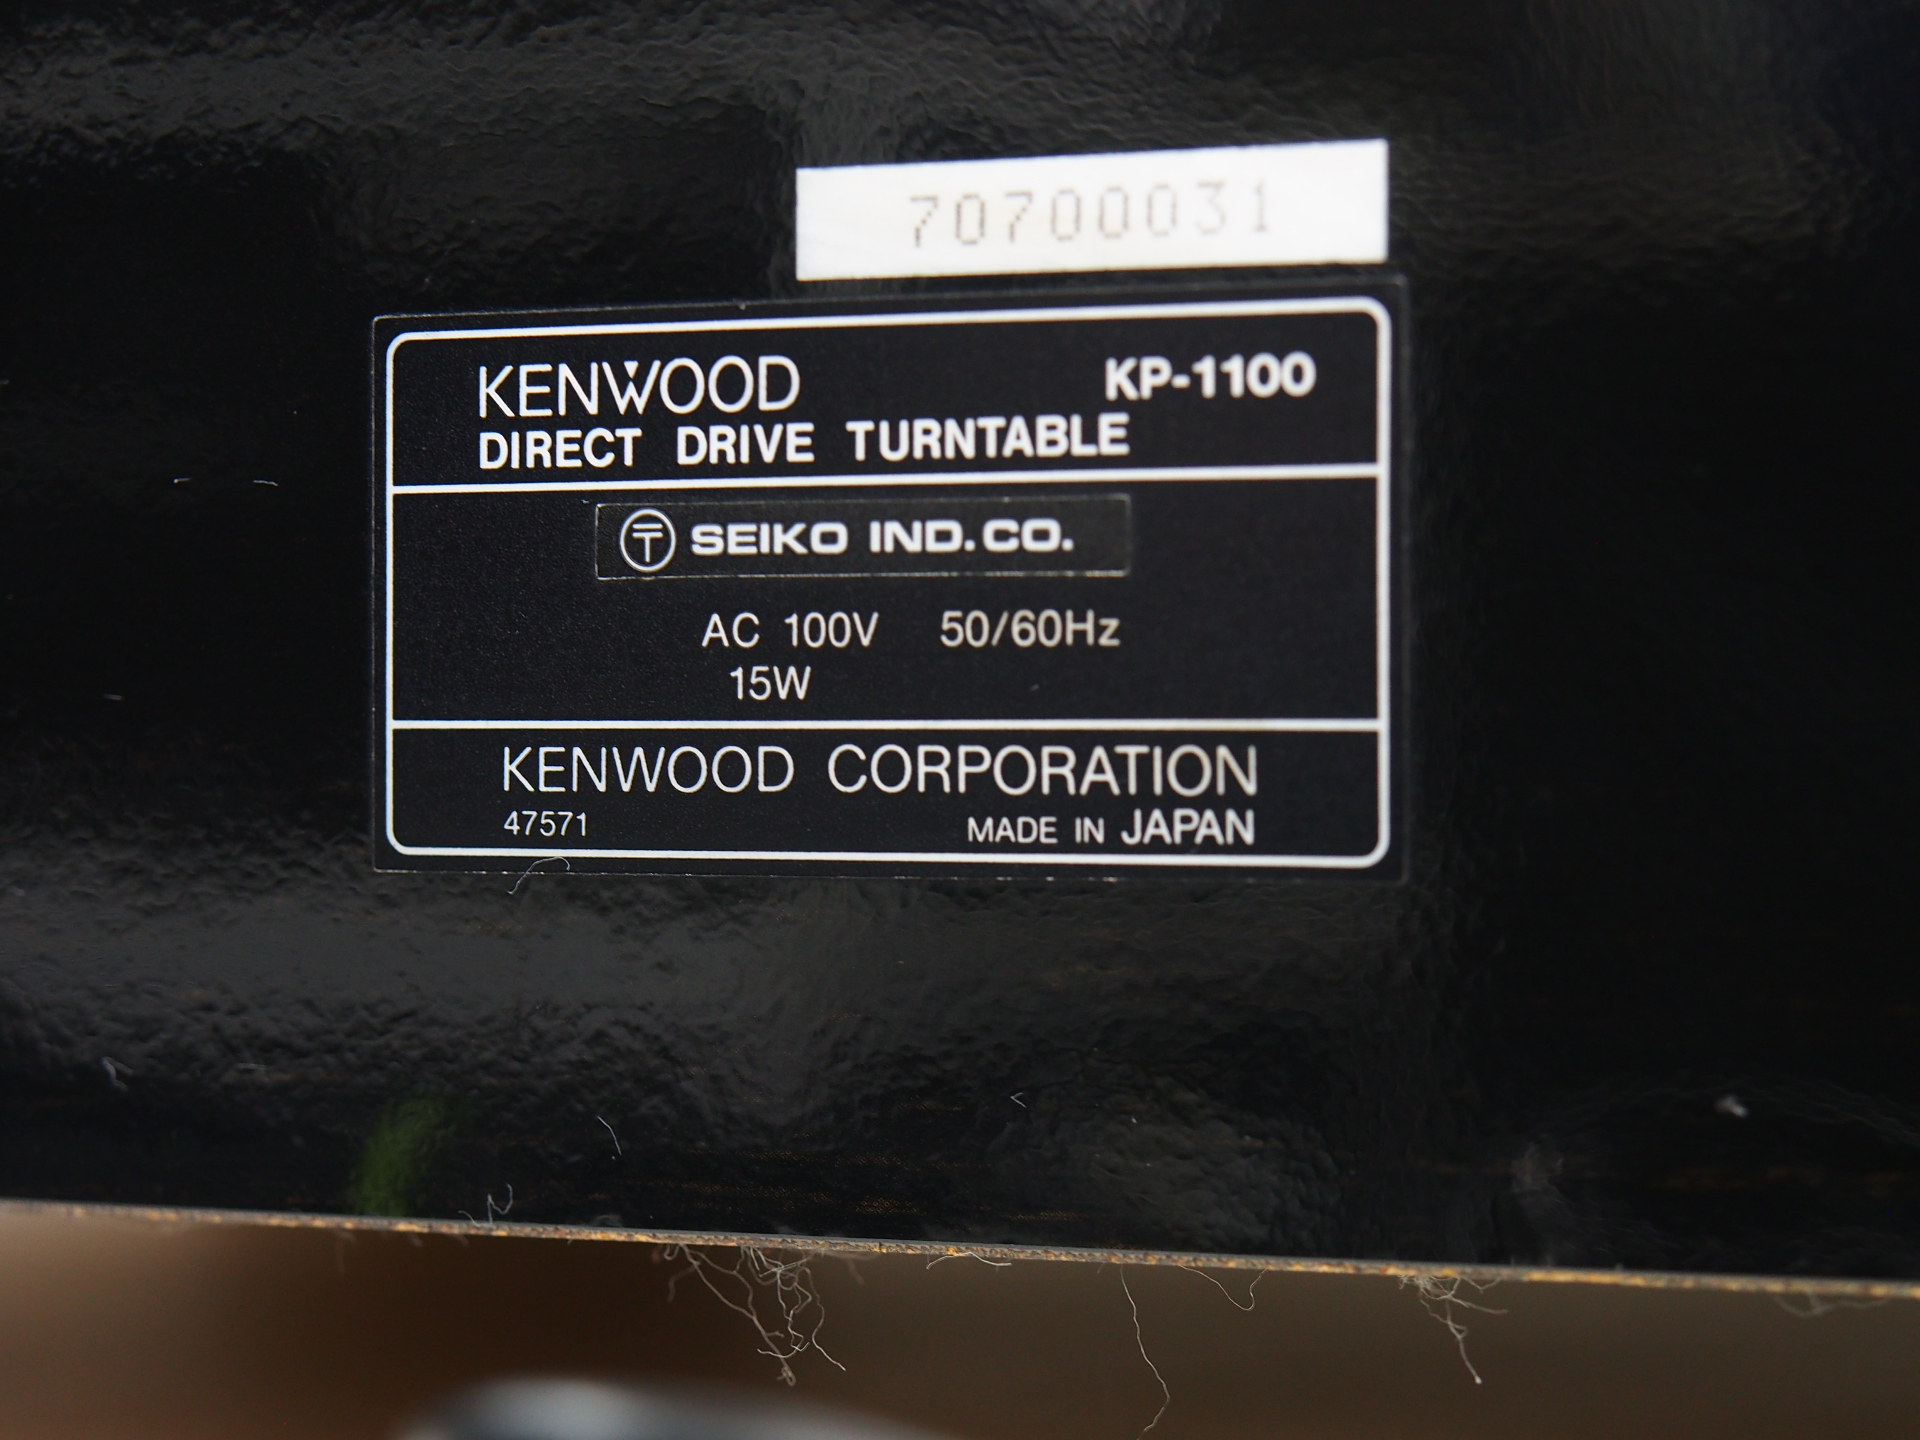 70700031
KENWOOD KP-1100
DIRECT DRIVE TURNTABLE
〒 SEIKO IND.CO.
AC 100V 50/60Hz
15W
KENWOOD CORPORATION
47571 MADE IN JAPAN